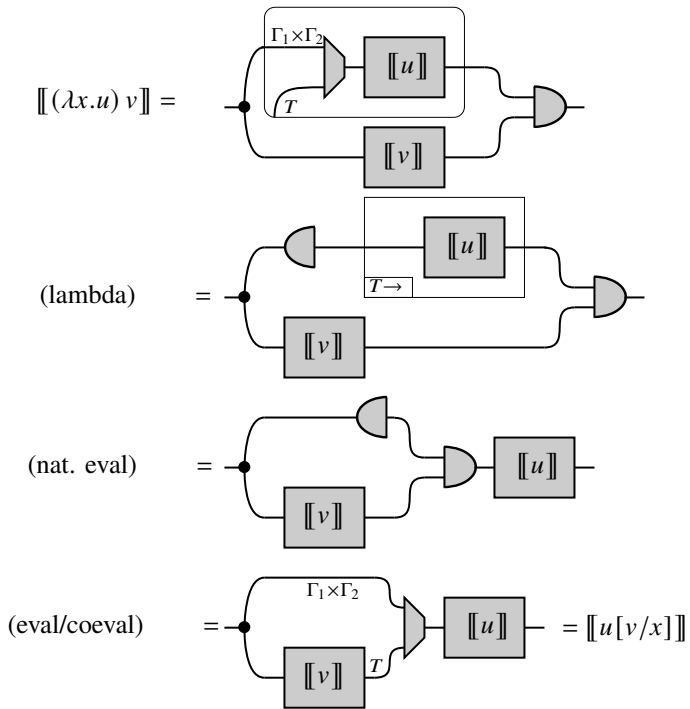 Γ₁×Γ₂
⟦u⟧
T
⟦(λx.u) v⟧ =
⟦v⟧
⟦u⟧
T→
(lambda) =
⟦v⟧
(nat. eval) = ⟦u⟧
⟦v⟧
Γ₁×Γ₂
(eval/coeval) = ⟦u⟧ = ⟦u[v/x]⟧
⟦v⟧ T